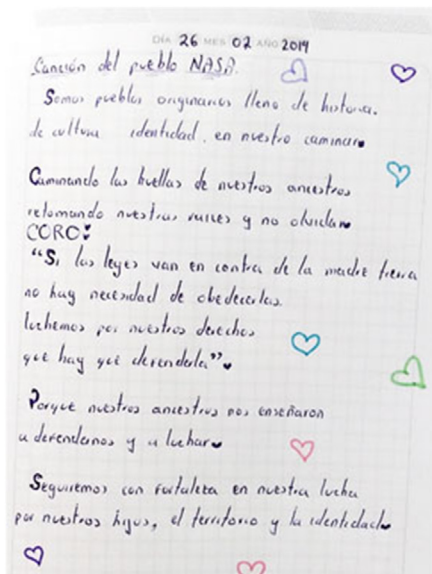 DÍA 26 MES 02 AÑO 2019
Canción del pueblo NASA.
Somos pueblos originarios lleno de historia.
de cultura identidad. en nuestro caminar
Caminando las huellas de nuestros ancestros
retomando nuestras raices y no olvidar
CORO:
"Si las leyes van en contra de la madre tierra
no hay necesidad de obedecerlas.
luchemos por nuestros derechos
que hay que derenderla"
Porque nuestros ancestros nos enseñaron
a derendernos y a luchar
Seguiremos con fortaleza en nuestra lucha
por nuestros hijos, el territorio y la identidad